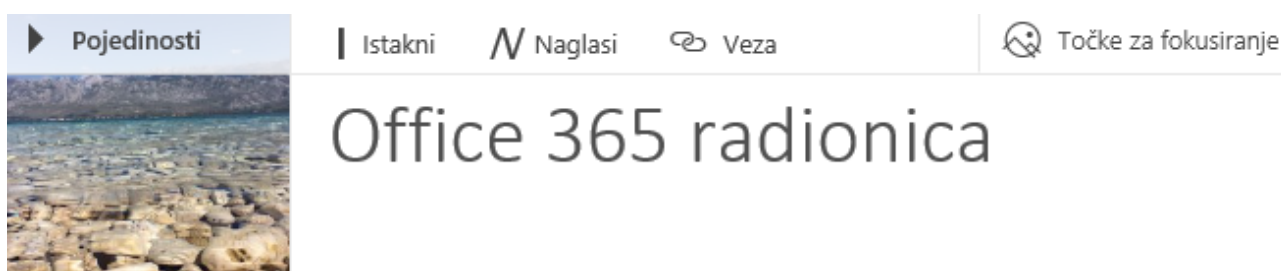 Pojedinosti
Istakni Naglasi Veza Točke za fokusiranje
Office 365 radionica